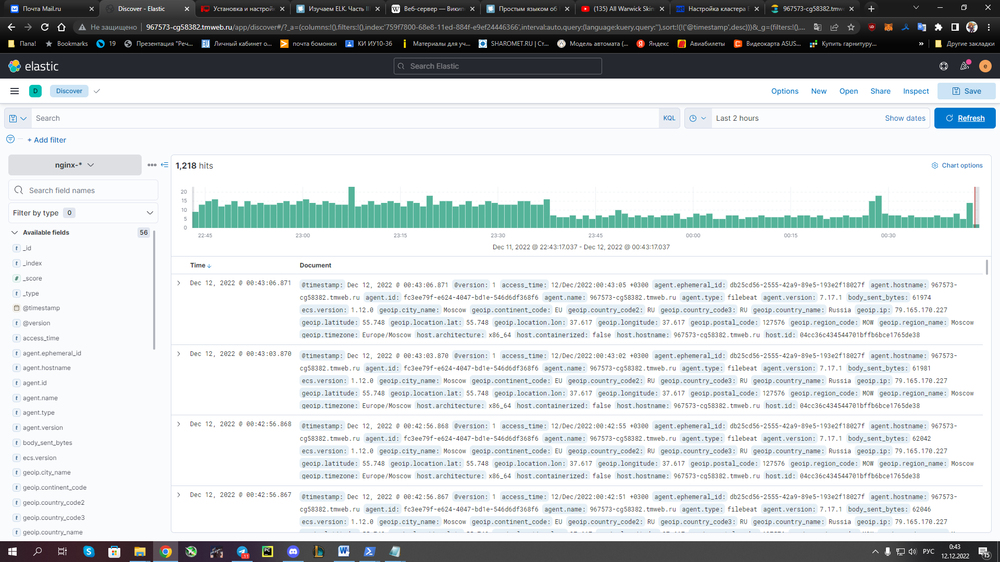 Почта Mail.ru
Discover - Elastic
Установка и настройк
Изучаем ELK. Часть II
Веб-сервер — Викип
Простым языком об
(135) All Warwick Skin
Настройка кластера E
967573-cg58382.tmwe
Не защищено
967573-cg58382.tmweb.ru/app/discover#/?_a=(columns:!(),filters:!(),index:'759f7800-68e8-11ed-884f-e9ef24446366',interval:auto,query:(language:kuery,query:''),sort:!(!('@timestamp',desc)))&_g=(filters:!(),...
Папа!
Bookmarks
19
Презентация "Реч...
Личный кабинет о...
почта бомонки
КИ ИУ10-36
Материалы для уч...
SHAROMET.RU | Ст...
Модель автомата (...
Яндекс
Авиабилеты
Видеокарта ASUS...
Купить гарнитуру...
»
Другие закладки
elastic
Search Elastic
e
D
Discover
Options
New
Open
Share
Inspect
Save
Search
KQL
Last 2 hours
Show dates
Refresh
+ Add filter
nginx-*
Search field names
Filter by type 0
Available fields 56
t _id
t _index
# _score
t _type
@timestamp
t @version
t access_time
t agent.ephemeral_id
t agent.hostname
t agent.id
t agent.name
t agent.type
t agent.version
t body_sent_bytes
t ecs.version
t geoip.city_name
t geoip.continent_code
t geoip.country_code2
t geoip.country_code3
t geoip.country_name
1,218 hits
Chart options
20
15
10
5
0
22:45 23:00 23:15 23:30 23:45 00:00 00:15 00:30
Dec 11, 2022 @ 22:43:17.037 - Dec 12, 2022 @ 00:43:17.037
Time Document
Dec 12, 2022 @ 00:43:06.871
@timestamp: Dec 12, 2022 @ 00:43:06.871 @version: 1 access_time: 12/Dec/2022:00:43:05 +0300 agent.ephemeral_id: db25cd56-2555-42a9-89e5-193e2f18027f agent.hostname: 967573-
cg58382.tmweb.ru agent.id: fc3ee79f-e624-4047-bd1e-546d6df368f6 agent.name: 967573-cg58382.tmweb.ru agent.type: filebeat agent.version: 7.17.1 body_sent_bytes: 61974
ecs.version: 1.12.0 geoip.city_name: Moscow geoip.continent_code: EU geoip.country_code2: RU geoip.country_code3: RU geoip.country_name: Russia geoip.ip: 79.165.170.227
geoip.latitude: 55.748 geoip.location.lat: 55.748 geoip.location.lon: 37.617 geoip.longitude: 37.617 geoip.postal_code: 127576 geoip.region_code: MOW geoip.region_name: Moscow
geoip.timezone: Europe/Moscow host.architecture: x86_64 host.containerized: false host.hostname: 967573-cg58382.tmweb.ru host.id: 04cc36c434544701bffb6bce1765de38
Dec 12, 2022 @ 00:43:03.870
@timestamp: Dec 12, 2022 @ 00:43:03.870 @version: 1 access_time: 12/Dec/2022:00:43:02 +0300 agent.ephemeral_id: db25cd56-2555-42a9-89e5-193e2f18027f agent.hostname: 967573-
cg58382.tmweb.ru agent.id: fc3ee79f-e624-4047-bd1e-546d6df368f6 agent.name: 967573-cg58382.tmweb.ru agent.type: filebeat agent.version: 7.17.1 body_sent_bytes: 61981
ecs.version: 1.12.0 geoip.city_name: Moscow geoip.continent_code: EU geoip.country_code2: RU geoip.country_code3: RU geoip.country_name: Russia geoip.ip: 79.165.170.227
geoip.latitude: 55.748 geoip.location.lat: 55.748 geoip.location.lon: 37.617 geoip.longitude: 37.617 geoip.postal_code: 127576 geoip.region_code: MOW geoip.region_name: Moscow
geoip.timezone: Europe/Moscow host.architecture: x86_64 host.containerized: false host.hostname: 967573-cg58382.tmweb.ru host.id: 04cc36c434544701bffb6bce1765de38
Dec 12, 2022 @ 00:42:56.868
@timestamp: Dec 12, 2022 @ 00:42:56.868 @version: 1 access_time: 12/Dec/2022:00:42:55 +0300 agent.ephemeral_id: db25cd56-2555-42a9-89e5-193e2f18027f agent.hostname: 967573-
cg58382.tmweb.ru agent.id: fc3ee79f-e624-4047-bd1e-546d6df368f6 agent.name: 967573-cg58382.tmweb.ru agent.type: filebeat agent.version: 7.17.1 body_sent_bytes: 62042
ecs.version: 1.12.0 geoip.city_name: Moscow geoip.continent_code: EU geoip.country_code2: RU geoip.country_code3: RU geoip.country_name: Russia geoip.ip: 79.165.170.227
geoip.latitude: 55.748 geoip.location.lat: 55.748 geoip.location.lon: 37.617 geoip.longitude: 37.617 geoip.postal_code: 127576 geoip.region_code: MOW geoip.region_name: Moscow
geoip.timezone: Europe/Moscow host.architecture: x86_64 host.containerized: false host.hostname: 967573-cg58382.tmweb.ru host.id: 04cc36c434544701bffb6bce1765de38
Dec 12, 2022 @ 00:42:56.867
@timestamp: Dec 12, 2022 @ 00:42:56.867 @version: 1 access_time: 12/Dec/2022:00:42:51 +0300 agent.ephemeral_id: db25cd56-2555-42a9-89e5-193e2f18027f agent.hostname: 967573-
cg58382.tmweb.ru agent.id: fc3ee79f-e624-4047-bd1e-546d6df368f6 agent.name: 967573-cg58382.tmweb.ru agent.type: filebeat agent.version: 7.17.1 body_sent_bytes: 62046
ecs.version: 1.12.0 geoip.city_name: Moscow geoip.continent_code: EU geoip.country_code2: RU geoip.country_code3: RU geoip.country_name: Russia geoip.ip: 79.165.170.227
РУС
0:43
12.12.2022
15